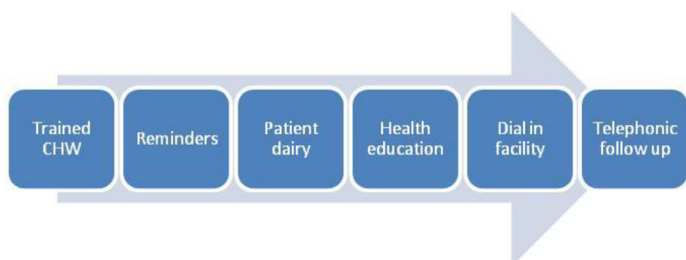 Trained
CHW
Reminders
Patient
dairy
Health
education
Dial in
facility
Telephonic
follow up